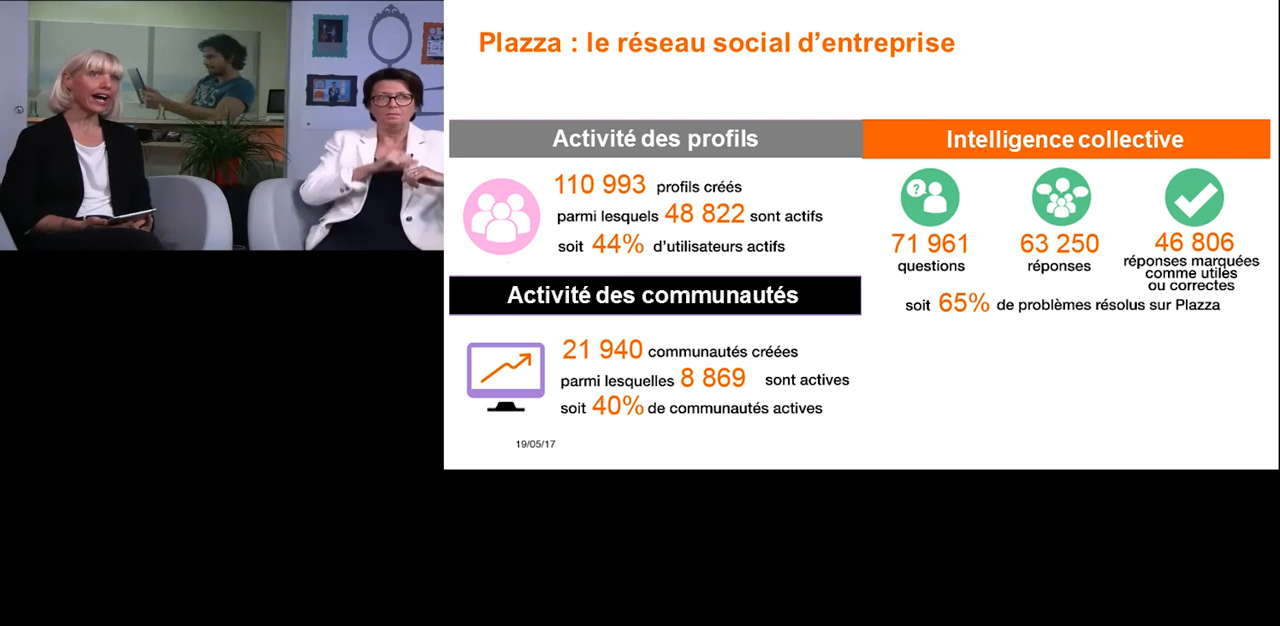 Plazza : le réseau social d'entreprise
Activité des profils
110 993 profils créés
parmi lesquels 48 822 sont actifs
soit 44% d'utilisateurs actifs
Activité des communautés
21 940 communautés créées
parmi lesquelles 8 869 sont actives
soit 40% de communautés actives
19/05/17
Intelligence collective
?
71 961
questions
63 250
réponses
46 806
réponses marquées
comme utiles
ou correctes
soit 65% de problèmes résolus sur Plazza